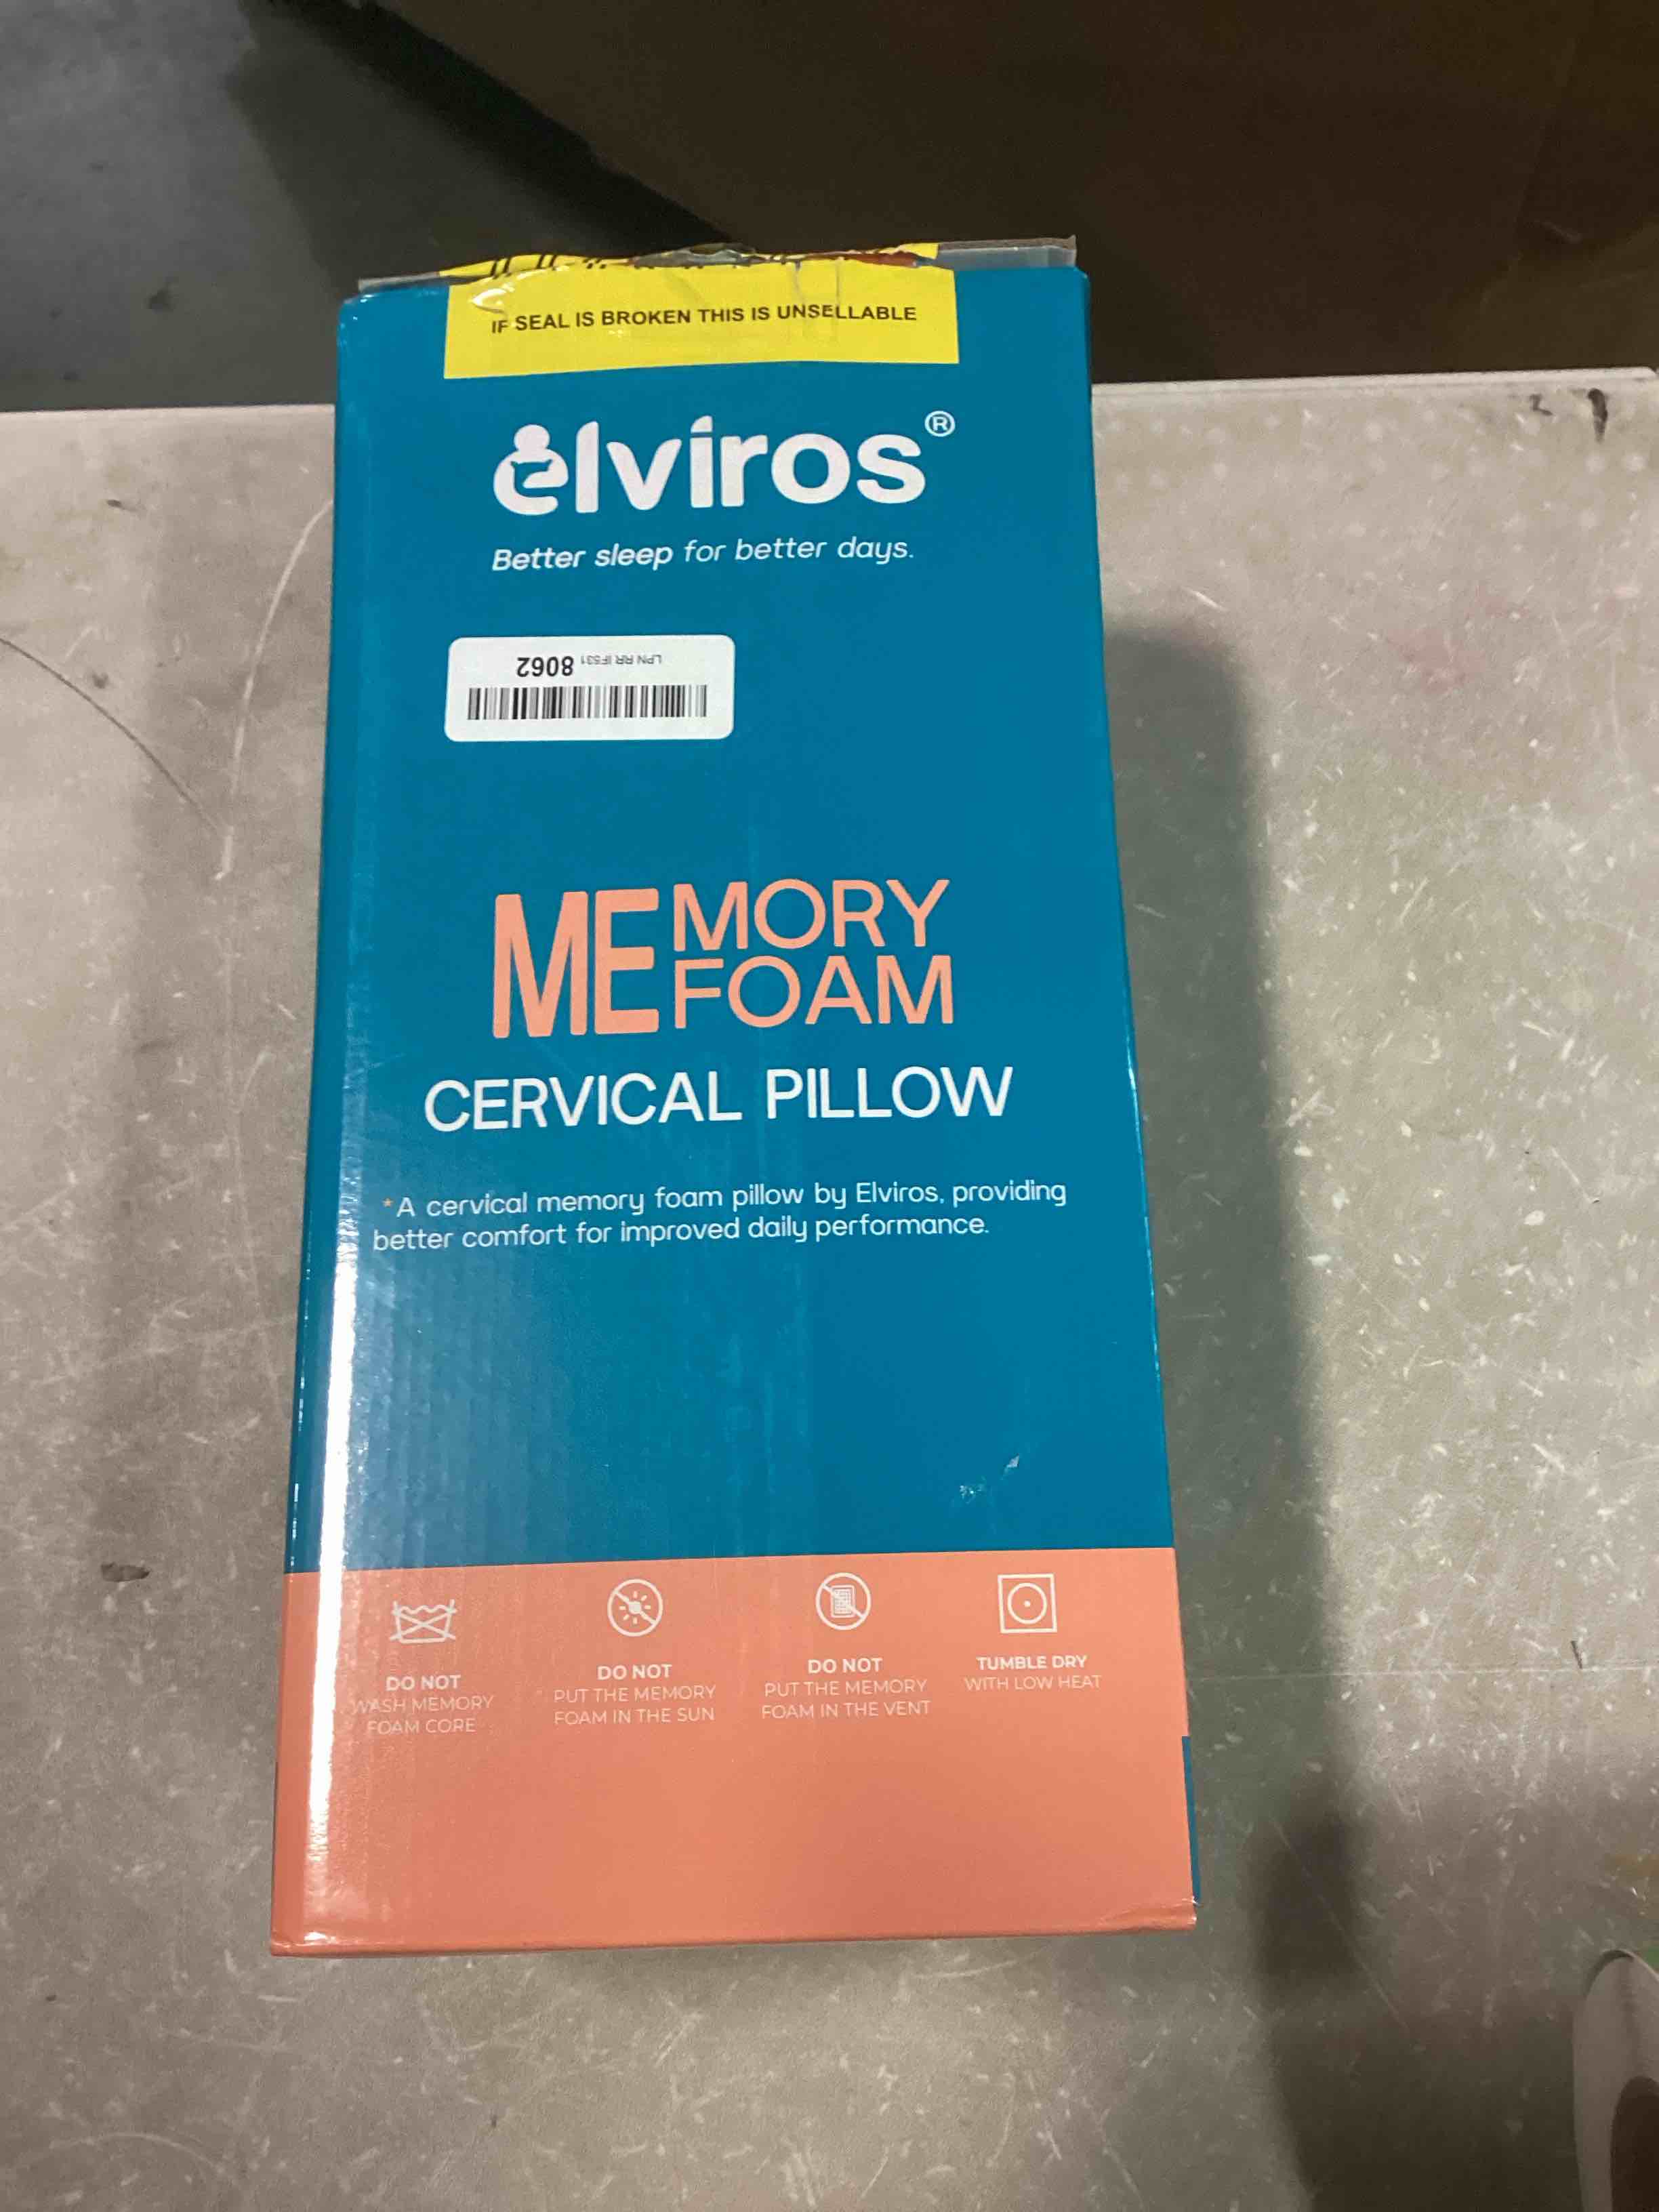 IF SEAL IS BROKEN THIS IS UNSELLABLE
elviros®
Better sleep for better days.
LPN RR IF531 8062
MEMORY
FOAM
CERVICAL PILLOW
*A cervical memory foam pillow by Elviros, providing
better comfort for improved daily performance.
DO NOT
WASH MEMORY
FOAM CORE
DO NOT
PUT THE MEMORY
FOAM IN THE SUN
DO NOT
PUT THE MEMORY
FOAM IN THE VENT
TUMBLE DRY
WITH LOW HEAT